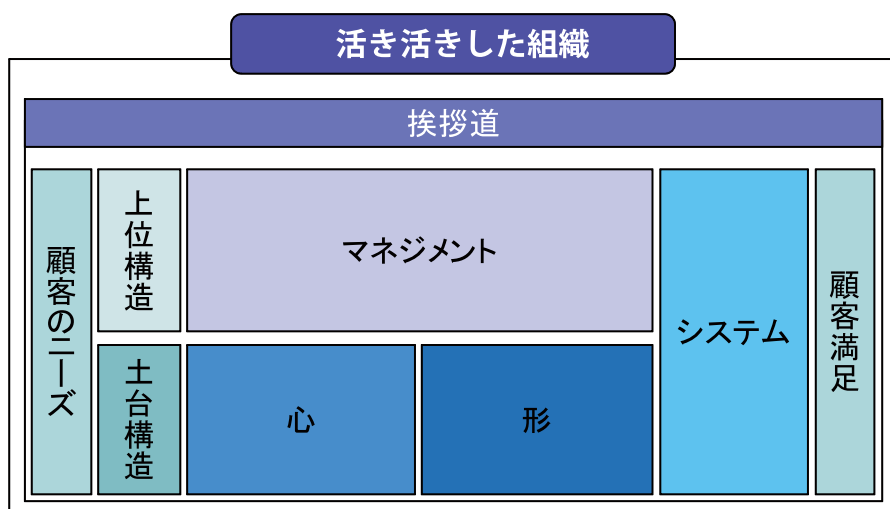 活き活きした組織
挨拶道
顧客のニーズ
上位構造
マネジメント
システム
顧客満足
土台構造
心
形